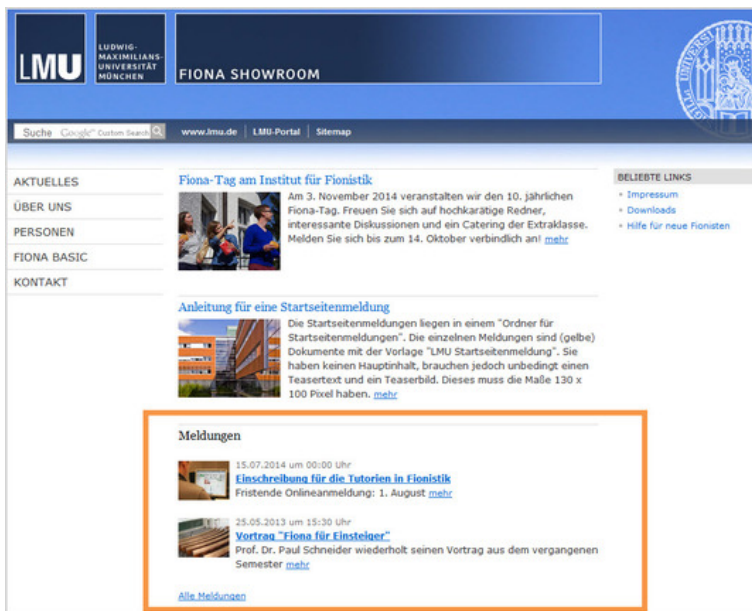 LMU
LUDWIG-
MAXIMILIANS-
UNIVERSITÄT
MÜNCHEN
FIONA SHOWROOM
Suche Google™ Custom Search
www.lmu.de
LMU-Portal
Sitemap
AKTUELLES
ÜBER UNS
PERSONEN
FIONA BASIC
KONTAKT
Fiona-Tag am Institut für Fionistik
Am 3. November 2014 veranstalten wir den 10. jährlichen
Fiona-Tag. Freuen Sie sich auf hochkarätige Redner,
interessante Diskussionen und ein Catering der Extraklasse.
Melden Sie sich bis zum 14. Oktober verbindlich an! mehr
Anleitung für eine Startseitenmeldung
Die Startseitenmeldungen liegen in einem "Ordner für
Startseitenmeldungen". Die einzelnen Meldungen sind (gelbe)
Dokumente mit der Vorlage "LMU Startseitenmeldung". Sie
haben keinen Hauptinhalt, brauchen jedoch unbedingt einen
Teasertext und ein Teaserbild. Dieses muss die Maße 130 x
100 Pixel haben. mehr
Meldungen
15.07.2014 um 00:00 Uhr
Einschreibung für die Tutorien in Fionistik
Fristende Onlineanmeldung: 1. August mehr
25.05.2013 um 15:30 Uhr
Vortrag "Fiona für Einsteiger"
Prof. Dr. Paul Schneider wiederholt seinen Vortrag aus dem vergangenen
Semester mehr
Alle Meldungen
BELIEBTE LINKS
Impressum
Downloads
Hilfe für neue Fionisten